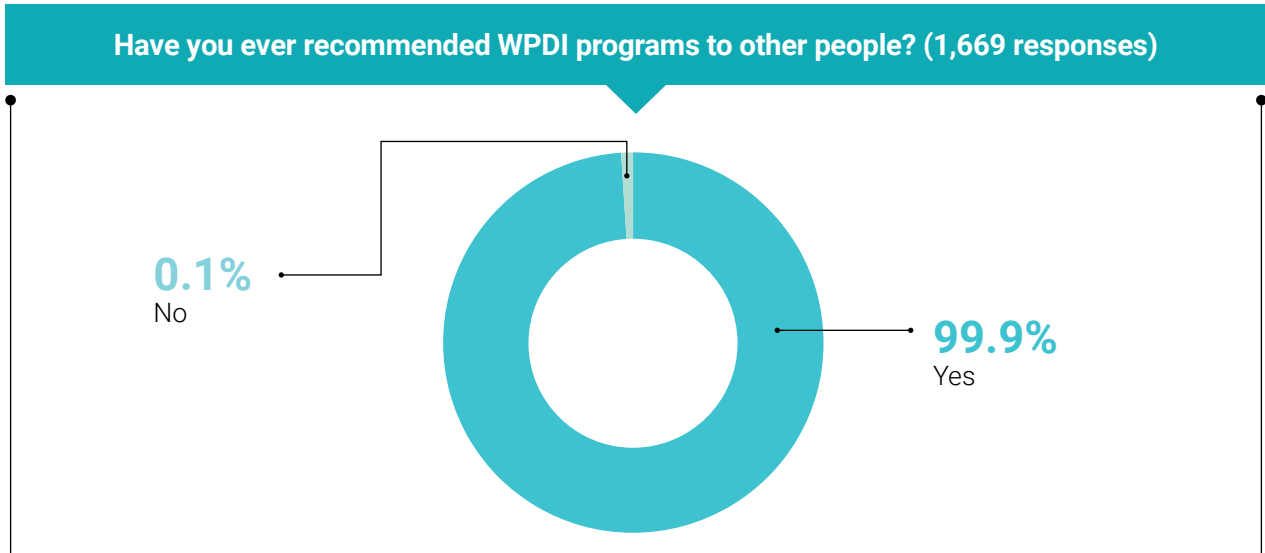 Have you ever recommended WPDI programs to other people? (1,669 responses)
0.1%
No
99.9%
Yes